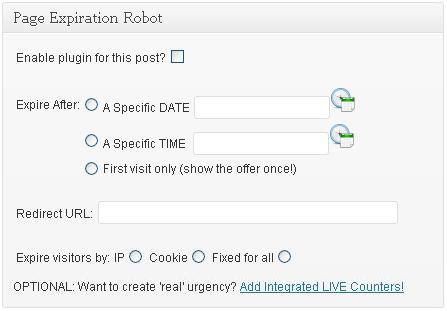 Page Expiration Robot
Enable plugin for this post?
Expire After: A Specific DATE
A Specific TIME
First visit only (show the offer once!)
Redirect URL:
Expire visitors by: IP Cookie Fixed for all
OPTIONAL: Want to create 'real' urgency? Add Integrated LIVE Counters!